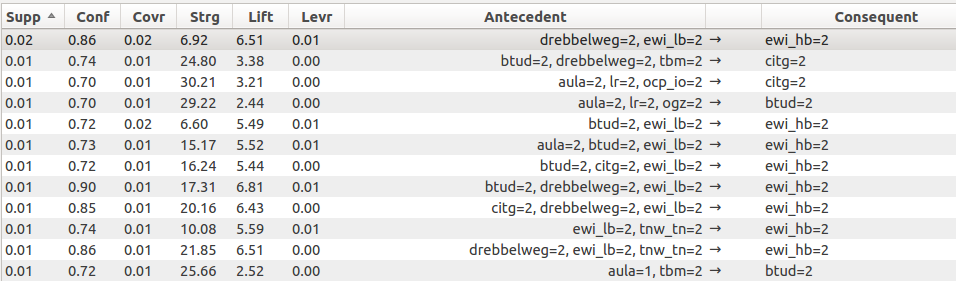 Supp Conf Covr Strg Lift Levr Antecedent Consequent
0.02 0.86 0.02 6.92 6.51 0.01 drebbelweg=2, ewi_lb=2 → ewi_hb=2
0.01 0.74 0.01 24.80 3.38 0.00 btud=2, drebbelweg=2, tbm=2 → citg=2
0.01 0.70 0.01 30.21 3.21 0.00 aula=2, lr=2, ocp_io=2 → citg=2
0.01 0.70 0.01 29.22 2.44 0.00 aula=2, lr=2, ogz=2 → btud=2
0.01 0.72 0.02 6.60 5.49 0.01 btud=2, ewi_lb=2 → ewi_hb=2
0.01 0.73 0.01 15.17 5.52 0.01 aula=2, btud=2, ewi_lb=2 → ewi_hb=2
0.01 0.72 0.01 16.24 5.44 0.00 btud=2, citg=2, ewi_lb=2 → ewi_hb=2
0.01 0.90 0.01 17.31 6.81 0.01 btud=2, drebbelweg=2, ewi_lb=2 → ewi_hb=2
0.01 0.85 0.01 20.16 6.43 0.00 citg=2, drebbelweg=2, ewi_lb=2 → ewi_hb=2
0.01 0.74 0.01 10.08 5.59 0.01 ewi_lb=2, tnw_tn=2 → ewi_hb=2
0.01 0.86 0.01 21.85 6.51 0.00 drebbelweg=2, ewi_lb=2, tnw_tn=2 → ewi_hb=2
0.01 0.72 0.01 25.66 2.52 0.00 aula=1, tbm=2 → btud=2